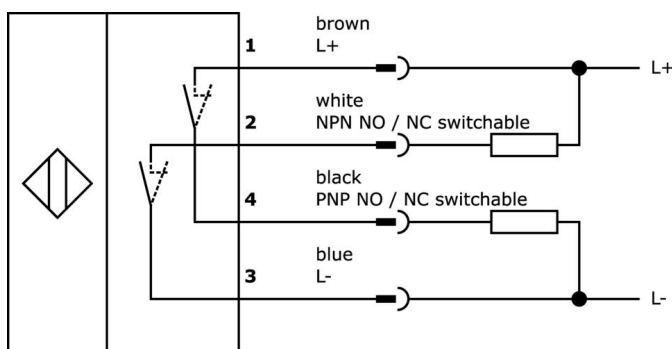 brown
1 L+ L+
white
2 NPN NO / NC switchable
black
4 PNP NO / NC switchable
blue
3 L- L-